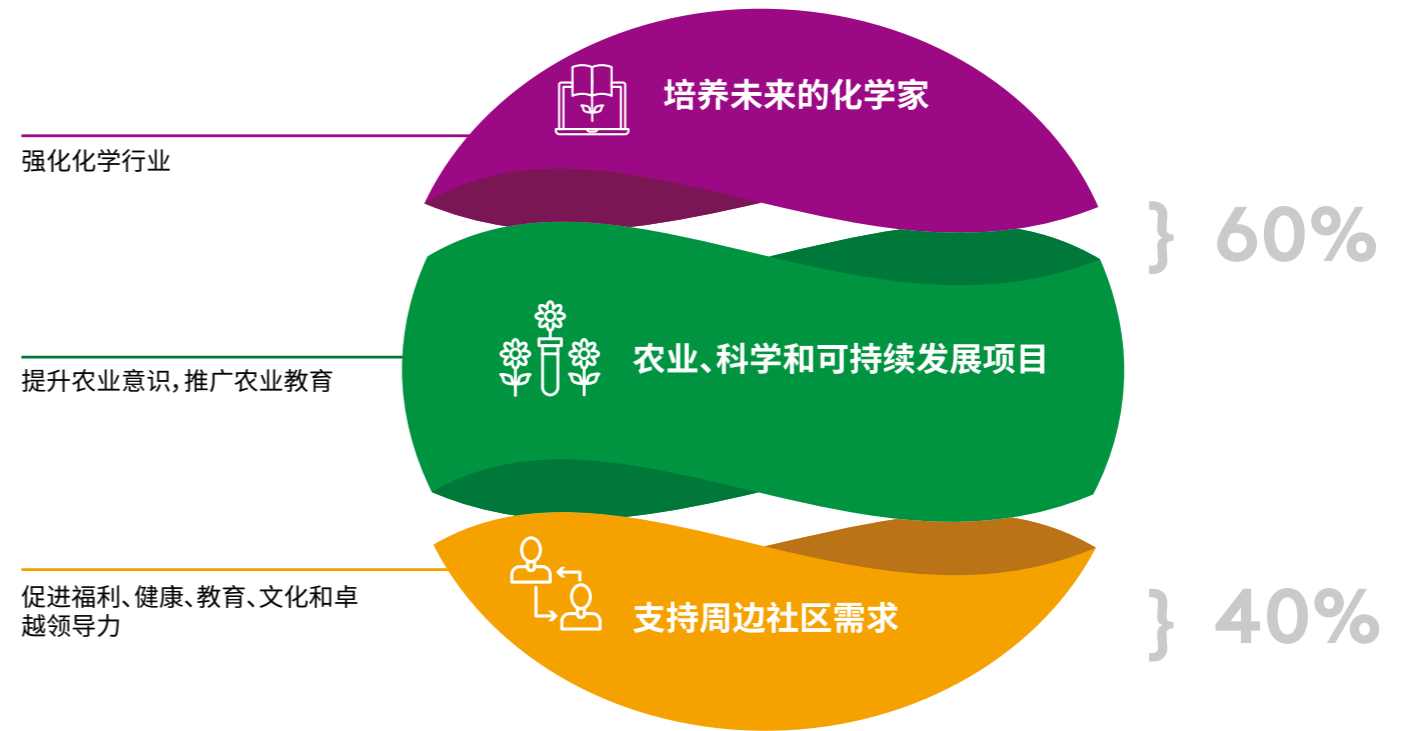 培养未来的化学家
强化化学行业
} 60%
农业、科学和可持续发展项目
提升农业意识，推广农业教育
促进福利、健康、教育、文化和卓
越领导力
支持周边社区需求
} 40%